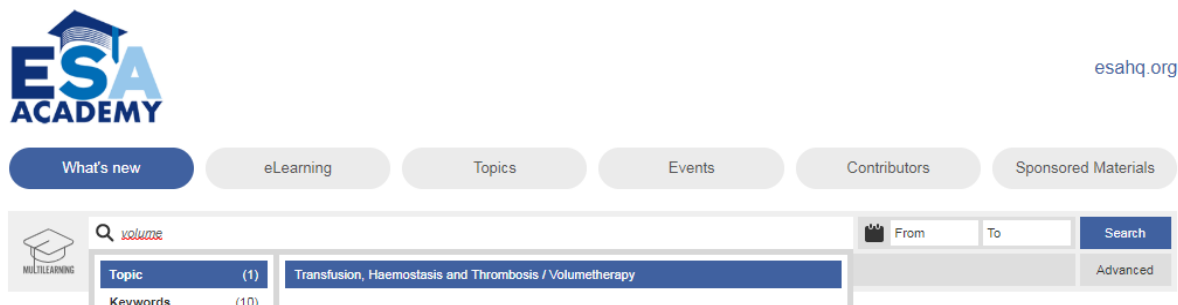 ESA
ACADEMY
esahq.org
What's new
eLearning
Topics
Events
Contributors
Sponsored Materials
volume
From
To
Search
MULTILEARNING
Topic (1)
Transfusion, Haemostasis and Thrombosis / Volumetherapy
Advanced
Keywords (10)